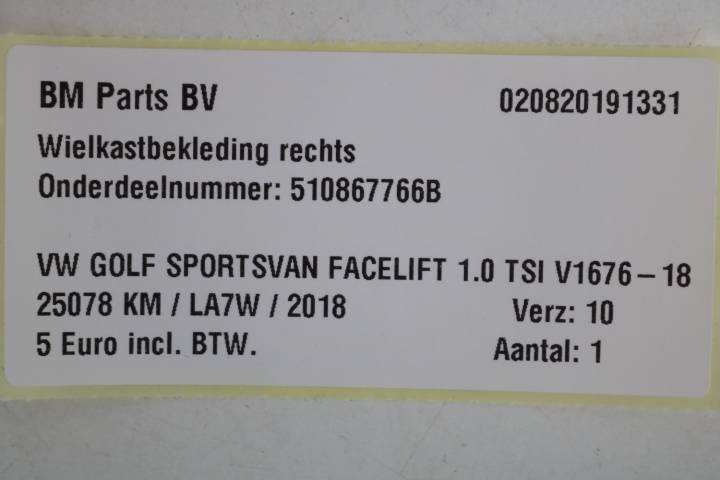 BM Parts BV 020820191331
Wielkastbekleding rechts
Onderdeelnummer: 510867766B
VW GOLF SPORTSVAN FACELIFT 1.0 TSI V1676-18
25078 KM / LA7W / 2018 Verz: 10
5 Euro incl. BTW. Aantal: 1